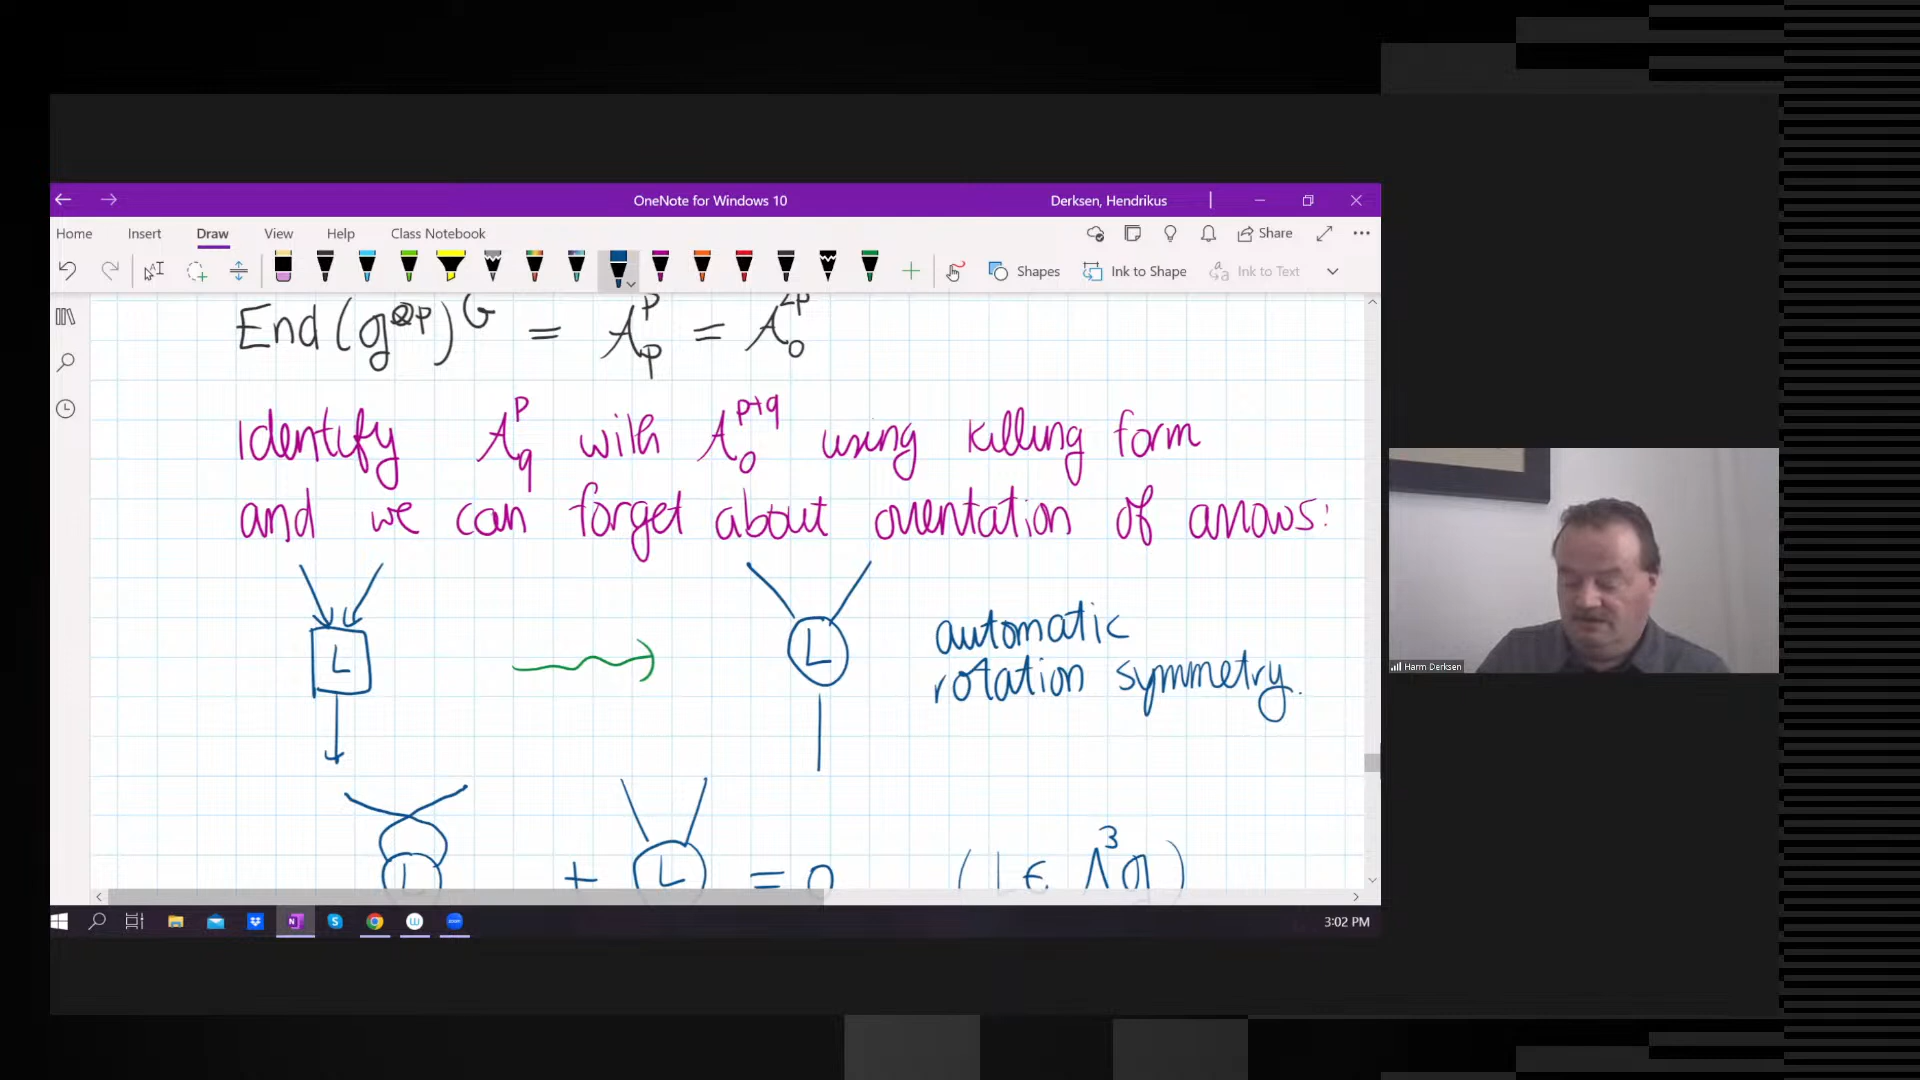 OneNote for Windows 10
Derksen, Hendrikus
Home Insert Draw View Help Class Notebook
Share
Shapes Ink to Shape Ink to Text
End(g^{⊗p})^G = A_p^p = A_0^{2p}
Identify A_q^p with A_0^{p+q} using killing form
and we can forget about orientation of arrows:
L L automatic
rotation symmetry.
L + L = 0 (L ∈ Λ^3 g)
Harm Derksen
3:02 PM